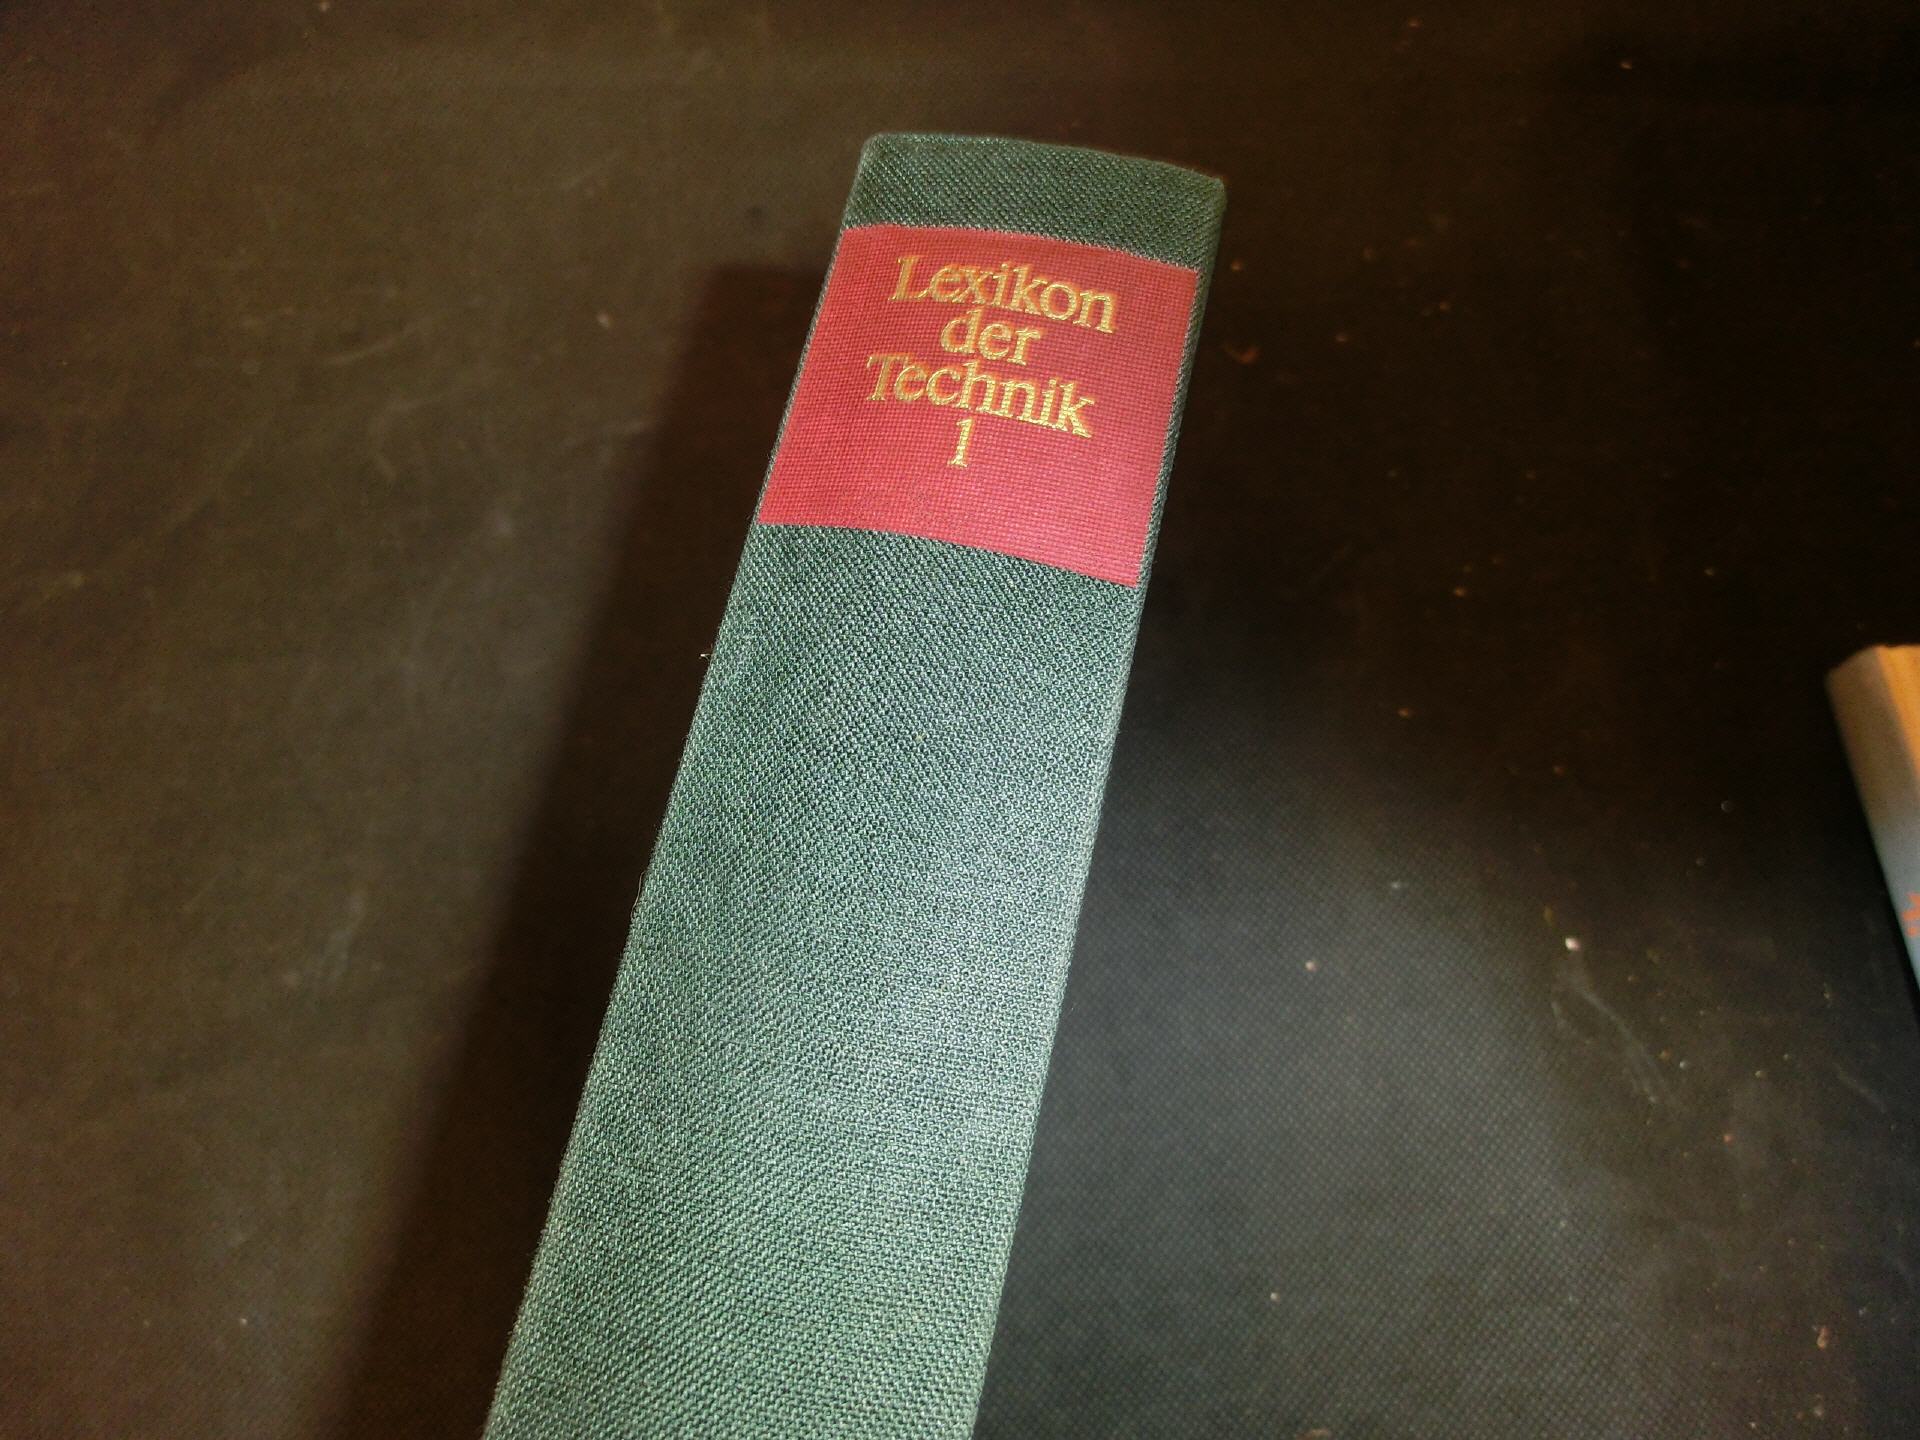 Lexikon
der
Technik
1